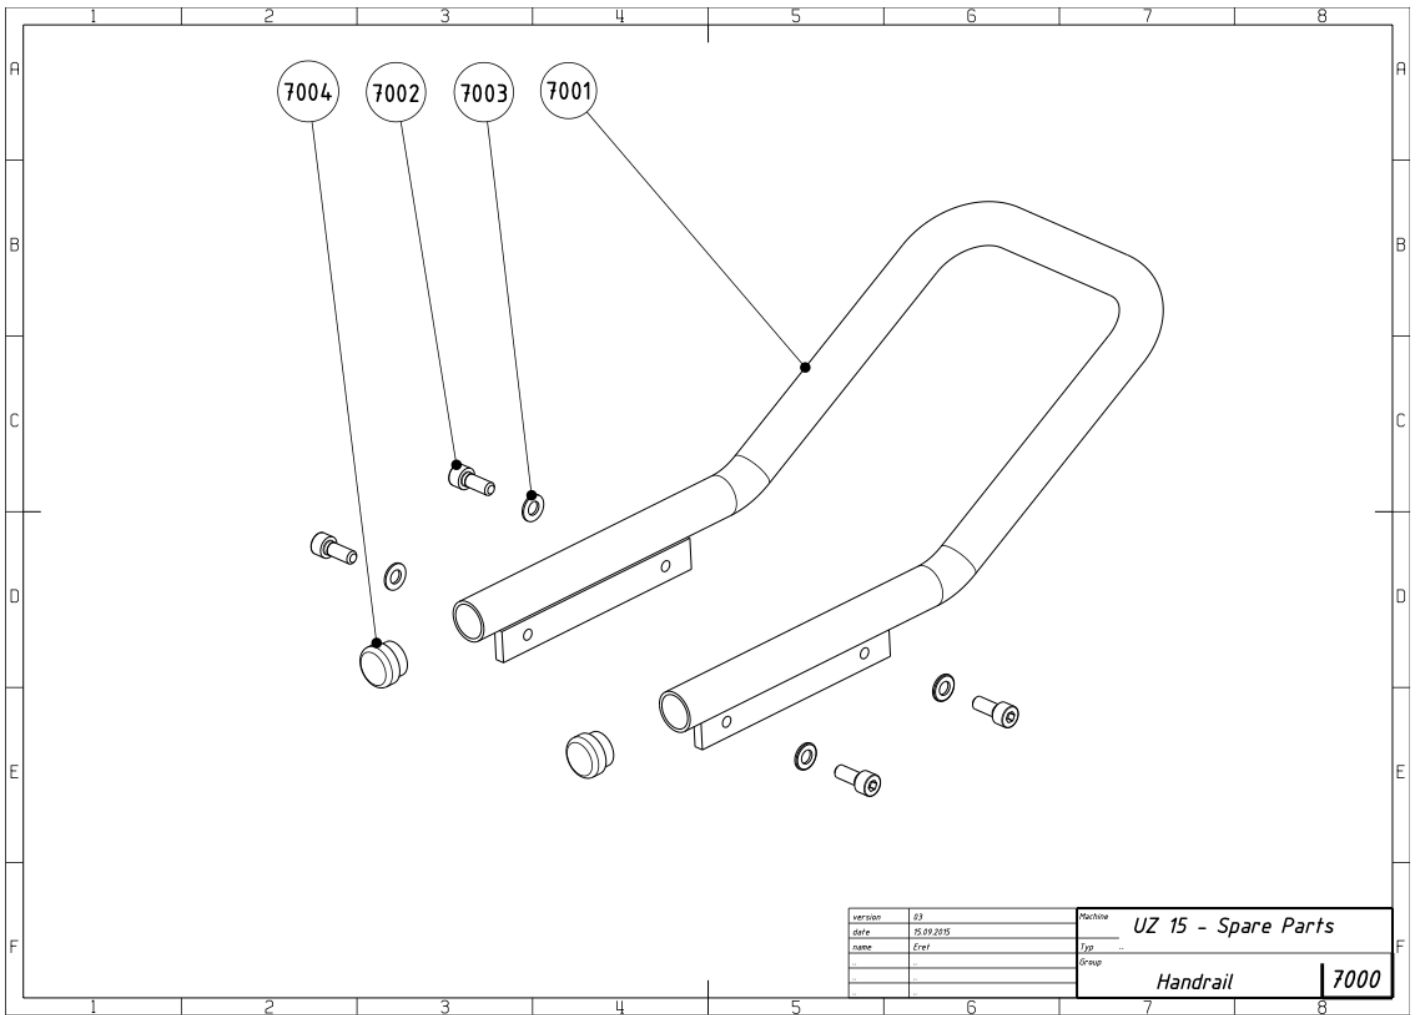 1 2 3 4 5 6 7 8
A A
7004 7002 7003 7001
B B
C C
D D
E E
F F
version 03
date 15.09.2015
name Eret
.. ..
.. ..
.. ..
Machine UZ 15 - Spare Parts
Typ ..
Group
Handrail 7000
1 2 3 4 5 6 7 8